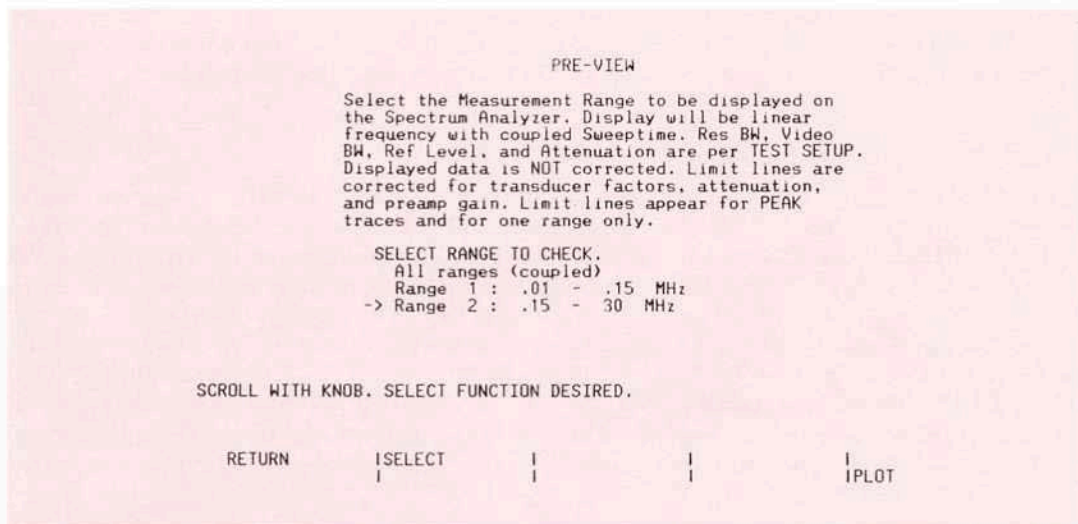 PRE-VIEW
Select the Measurement Range to be displayed on
the Spectrum Analyzer. Display will be linear
frequency with coupled Sweeptime. Res BW, Video
BW, Ref Level, and Attenuation are per TEST SETUP.
Displayed data is NOT corrected. Limit lines are
corrected for transducer factors, attenuation,
and preamp gain. Limit lines appear for PEAK
traces and for one range only.
SELECT RANGE TO CHECK.
All ranges (coupled)
Range 1 : .01 - .15 MHz
-> Range 2 : .15 - 30 MHz
SCROLL WITH KNOB. SELECT FUNCTION DESIRED.
RETURN |SELECT | | |
| | | |PLOT